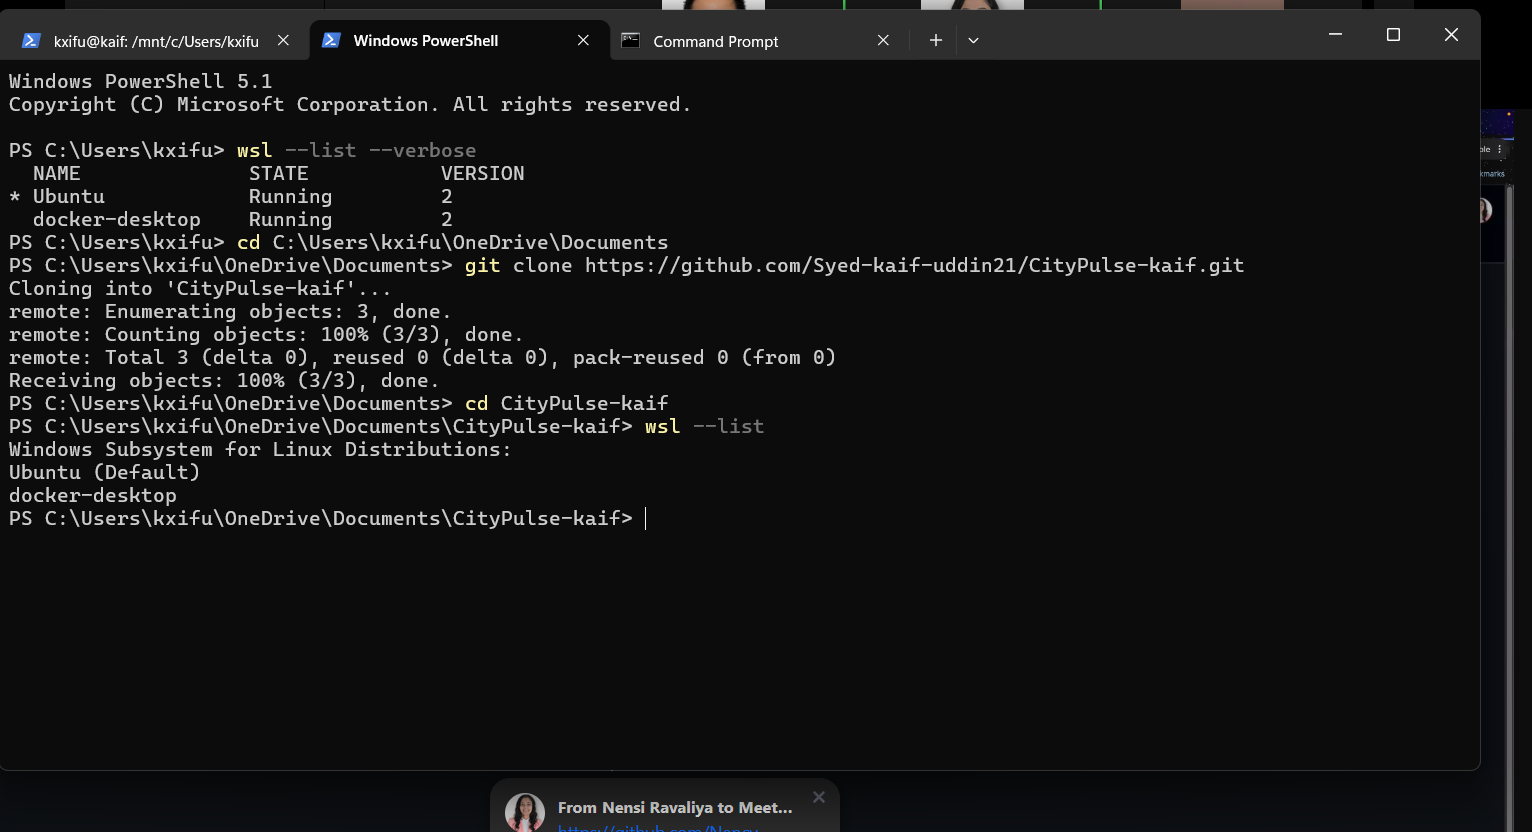 kxifu@kaif: /mnt/c/Users/kxifu
Windows PowerShell
Command Prompt
Windows PowerShell 5.1
Copyright (C) Microsoft Corporation. All rights reserved.
PS C:\Users\kxifu> wsl --list --verbose
NAME STATE VERSION
* Ubuntu Running 2
docker-desktop Running 2
PS C:\Users\kxifu> cd C:\Users\kxifu\OneDrive\Documents
PS C:\Users\kxifu\OneDrive\Documents> git clone https://github.com/Syed-kaif-uddin21/CityPulse-kaif.git
Cloning into 'CityPulse-kaif'...
remote: Enumerating objects: 3, done.
remote: Counting objects: 100% (3/3), done.
remote: Total 3 (delta 0), reused 0 (delta 0), pack-reused 0 (from 0)
Receiving objects: 100% (3/3), done.
PS C:\Users\kxifu\OneDrive\Documents> cd CityPulse-kaif
PS C:\Users\kxifu\OneDrive\Documents\CityPulse-kaif> wsl --list
Windows Subsystem for Linux Distributions:
Ubuntu (Default)
docker-desktop
PS C:\Users\kxifu\OneDrive\Documents\CityPulse-kaif>
From Nensi Ravaliya to Meet...